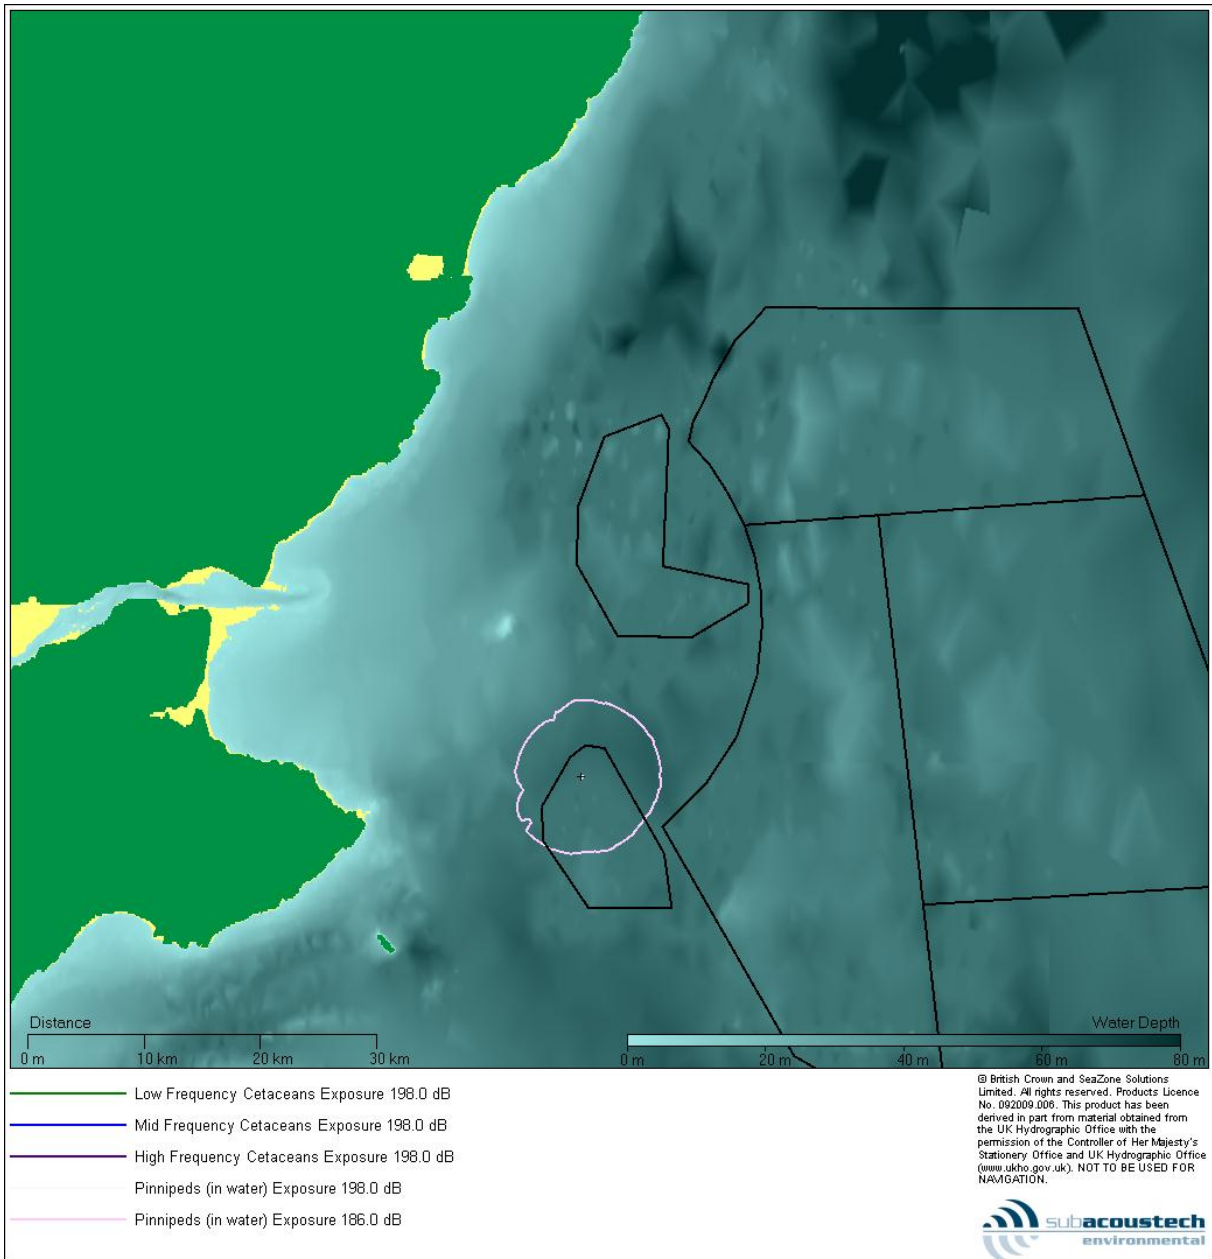 Distance
0 m 10 km 20 km 30 km
Water Depth
0 m 20 m 40 m 60 m 80 m
Low Frequency Cetaceans Exposure 198.0 dB
Mid Frequency Cetaceans Exposure 198.0 dB
High Frequency Cetaceans Exposure 198.0 dB
Pinnipeds (in water) Exposure 198.0 dB
Pinnipeds (in water) Exposure 186.0 dB
© British Crown and SeaZone Solutions
Limited. All rights reserved. Products Licence
No. 092009.006. This product has been
derived in part from material obtained from
the UK Hydrographic Office with the
permission of the Controller of Her Majesty's
Stationery Office and UK Hydrographic Office
(www.ukho.gov.uk). NOT TO BE USED FOR
NAVIGATION.
subacoustech
environmental